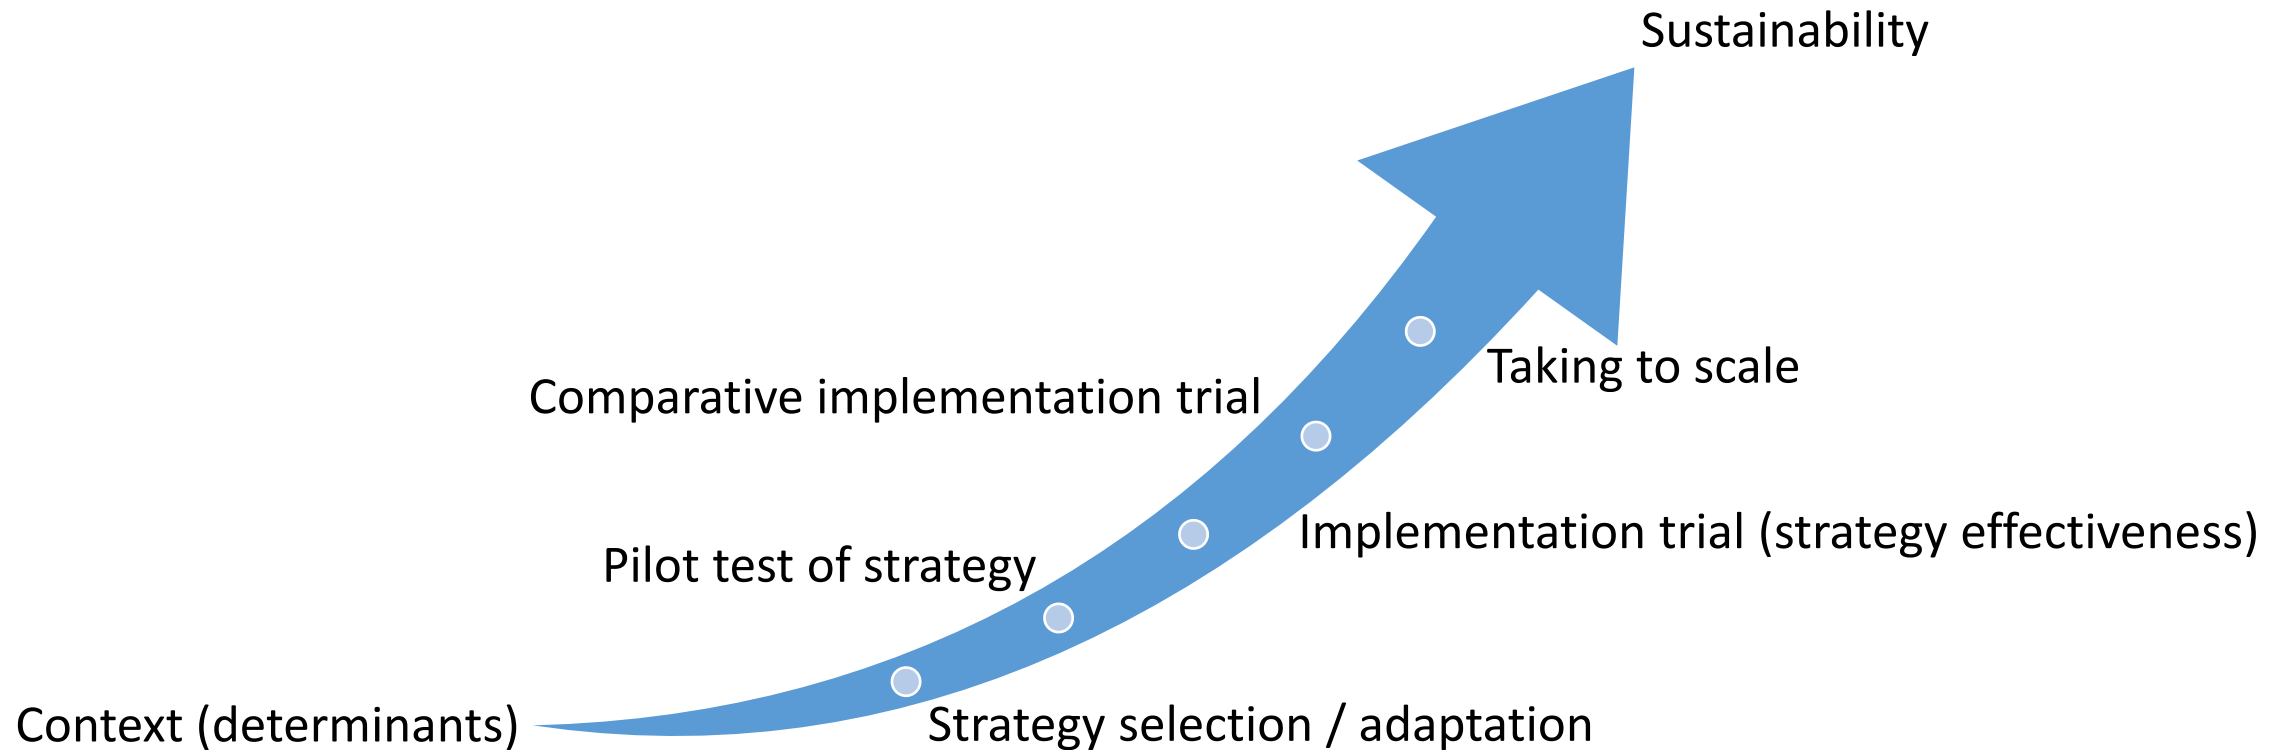 Sustainability
Taking to scale
Comparative implementation trial
Implementation trial (strategy effectiveness)
Pilot test of strategy
Strategy selection / adaptation
Context (determinants)